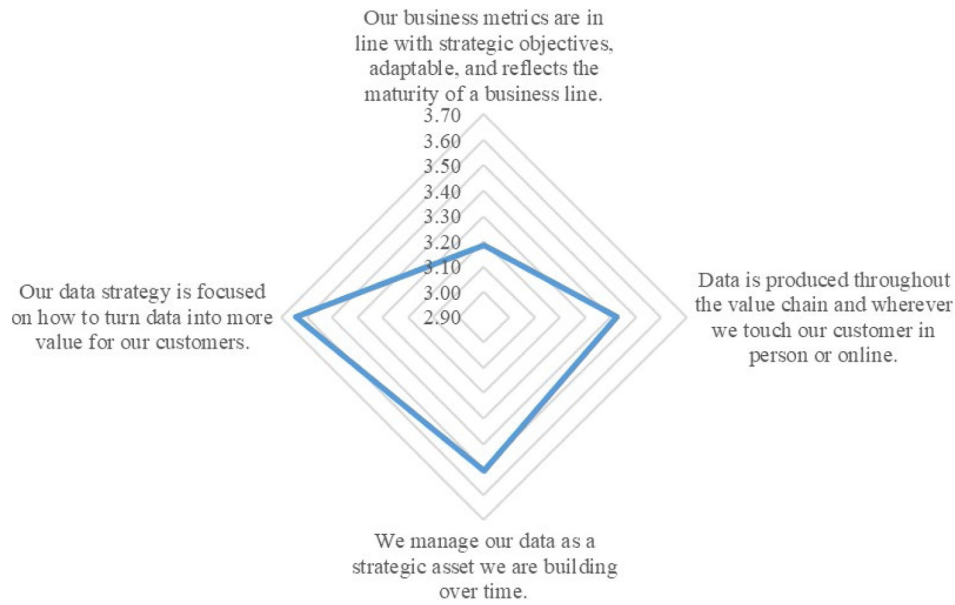 Our business metrics are in
line with strategic objectives,
adaptable, and reflects the
maturity of a business line.
3.70
3.60
3.50
3.40
3.30
3.20
3.10
3.00
2.90
Data is produced throughout
the value chain and wherever
we touch our customer in
person or online.
We manage our data as a
strategic asset we are building
over time.
Our data strategy is focused
on how to turn data into more
value for our customers.